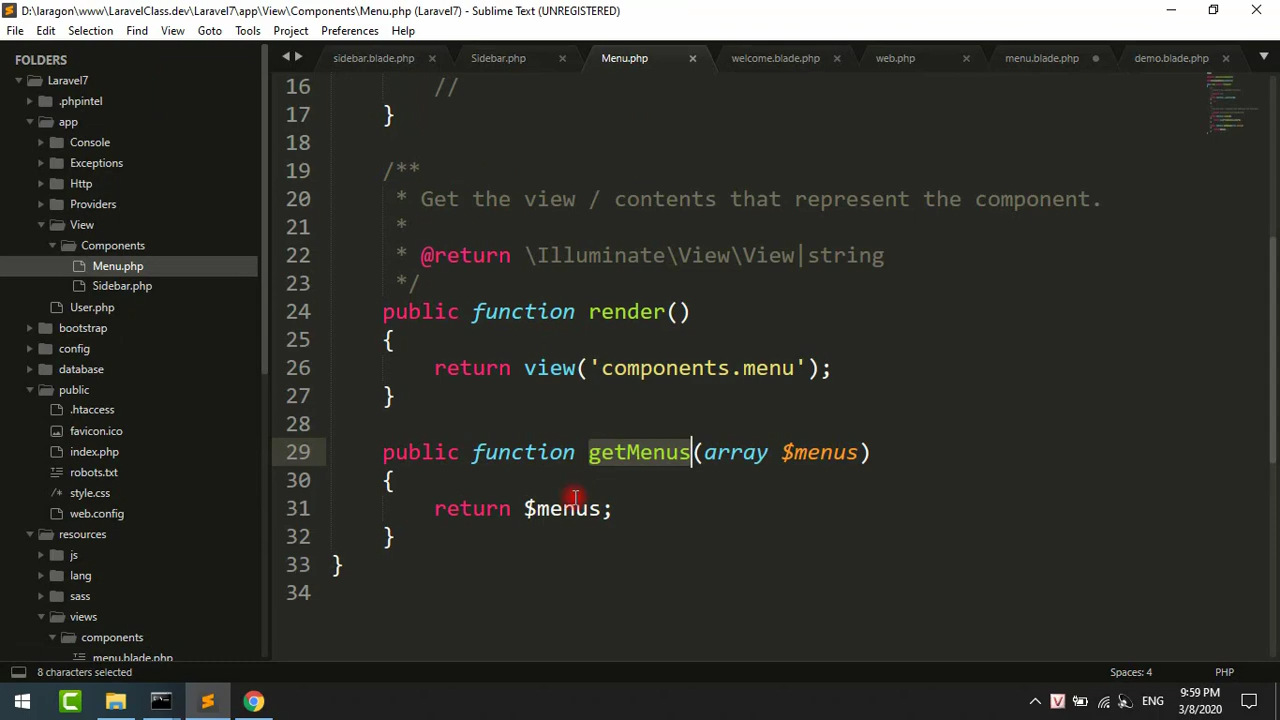 D:\laragon\www\LaravelClass.dev\Laravel7\app\View\Components\Menu.php (Laravel7) - Sublime Text (UNREGISTERED)
File Edit Selection Find View Goto Tools Project Preferences Help
FOLDERS
Laravel7
.phpintel
app
Console
Exceptions
Http
Providers
View
Components
Menu.php
Sidebar.php
User.php
bootstrap
config
database
public
.htaccess
favicon.ico
index.php
robots.txt
style.css
web.config
resources
js
lang
sass
views
components
menu.blade.php
sidebar.blade.php Sidebar.php Menu.php welcome.blade.php web.php menu.blade.php demo.blade.php
16 //
17 }
18
19 /**
20 * Get the view / contents that represent the component.
21 *
22 * @return \Illuminate\View\View|string
23 */
24 public function render()
25 {
26 return view('components.menu');
27 }
28
29 public function getMenus(array $menus)
30 {
31 return $menus;
32 }
33 }
34
8 characters selected Spaces: 4 PHP
ENG 9:59 PM
3/8/2020